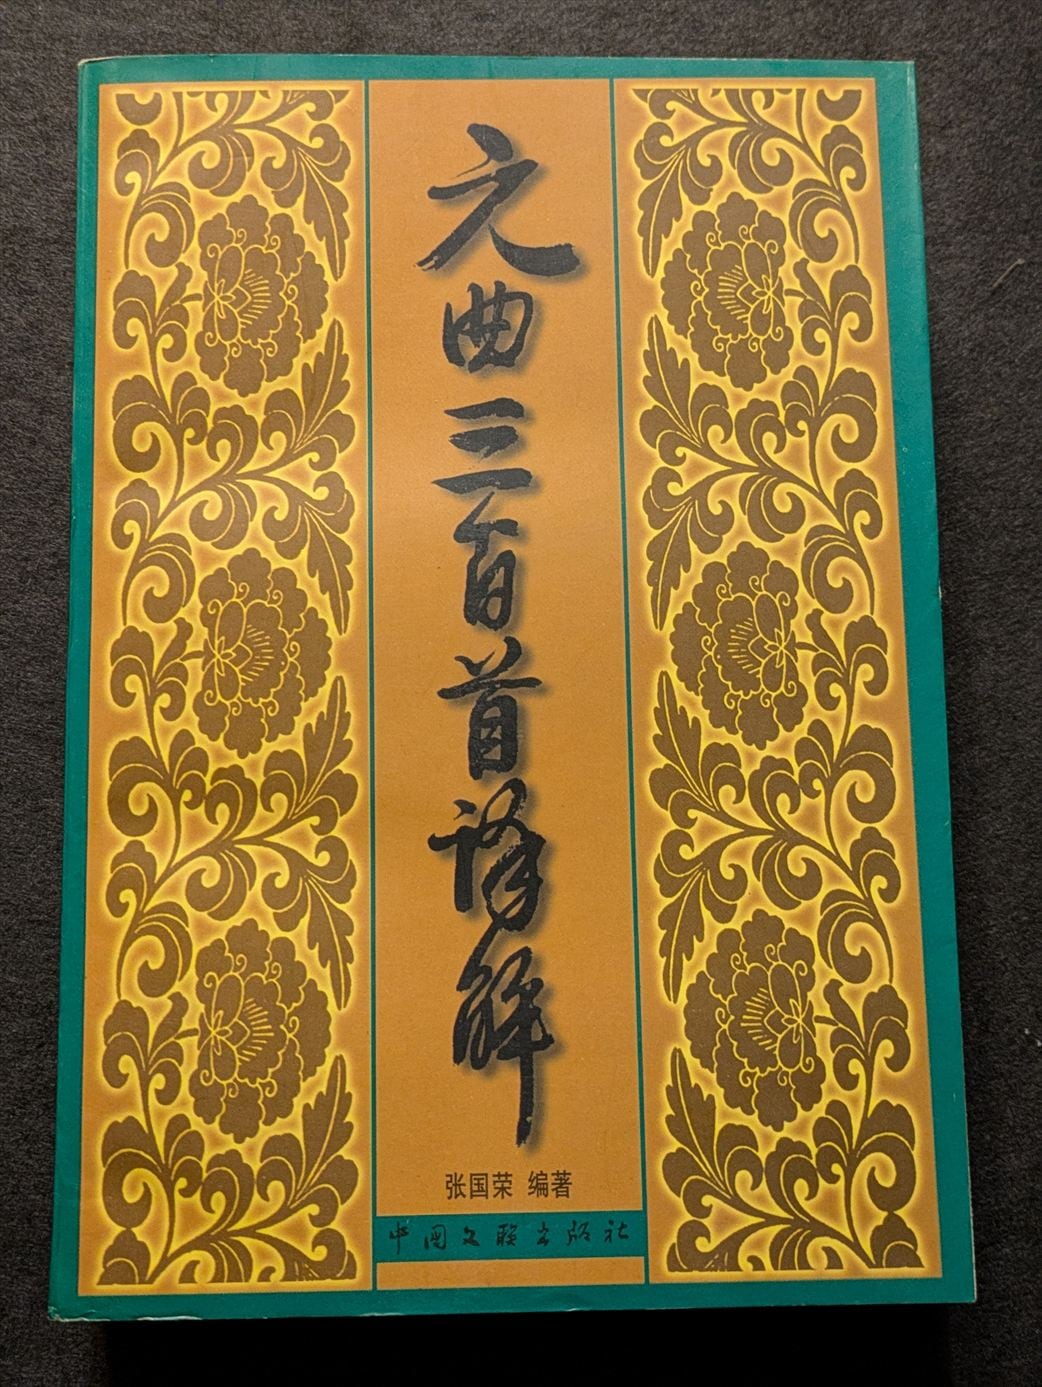 元曲三百首译解
张国荣 编著
中国文联出版社